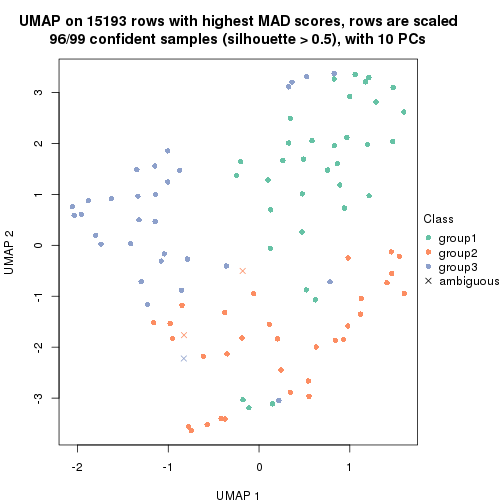 UMAP on 15193 rows with highest MAD scores, rows are scaled
96/99 confident samples (silhouette > 0.5), with 10 PCs
3
2
1
0
-1
-2
-3
UMAP 2
-2
-1
0
1
UMAP 1
Class
group1
group2
group3
ambiguous